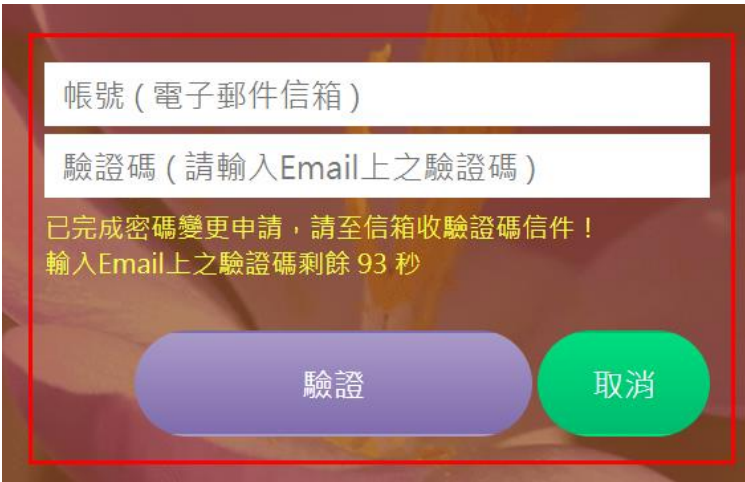 帳號 ( 電子郵件信箱 )
驗證碼 ( 請輸入Email上之驗證碼 )
已完成密碼變更申請，請至信箱收驗證碼信件！
輸入Email上之驗證碼剩餘 93 秒
驗證 取消